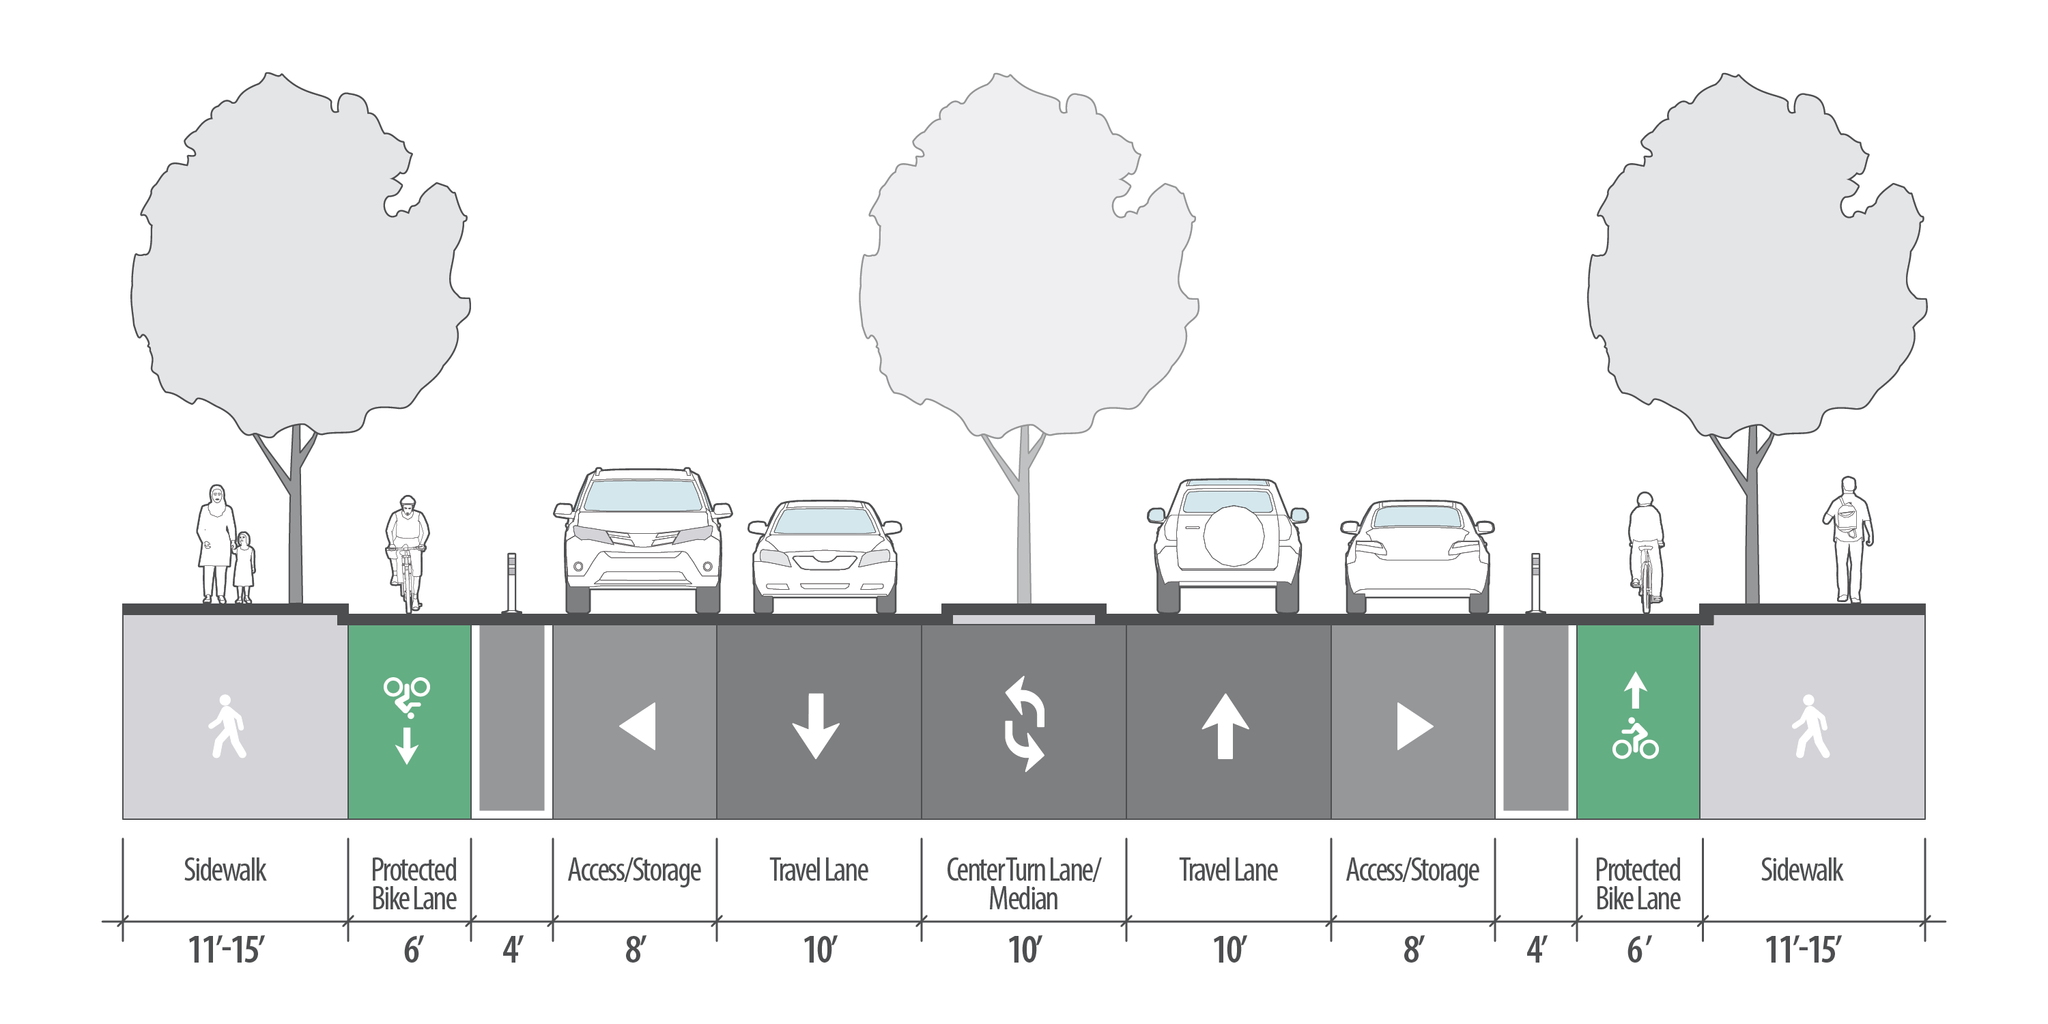 Sidewalk
Protected
Bike Lane
Access/Storage
Travel Lane
Center Turn Lane/
Median
Travel Lane
Access/Storage
Protected
Bike Lane
Sidewalk
11’-15’
6’
4’
8’
10’
10’
10’
8’
4’
6’
11’-15’